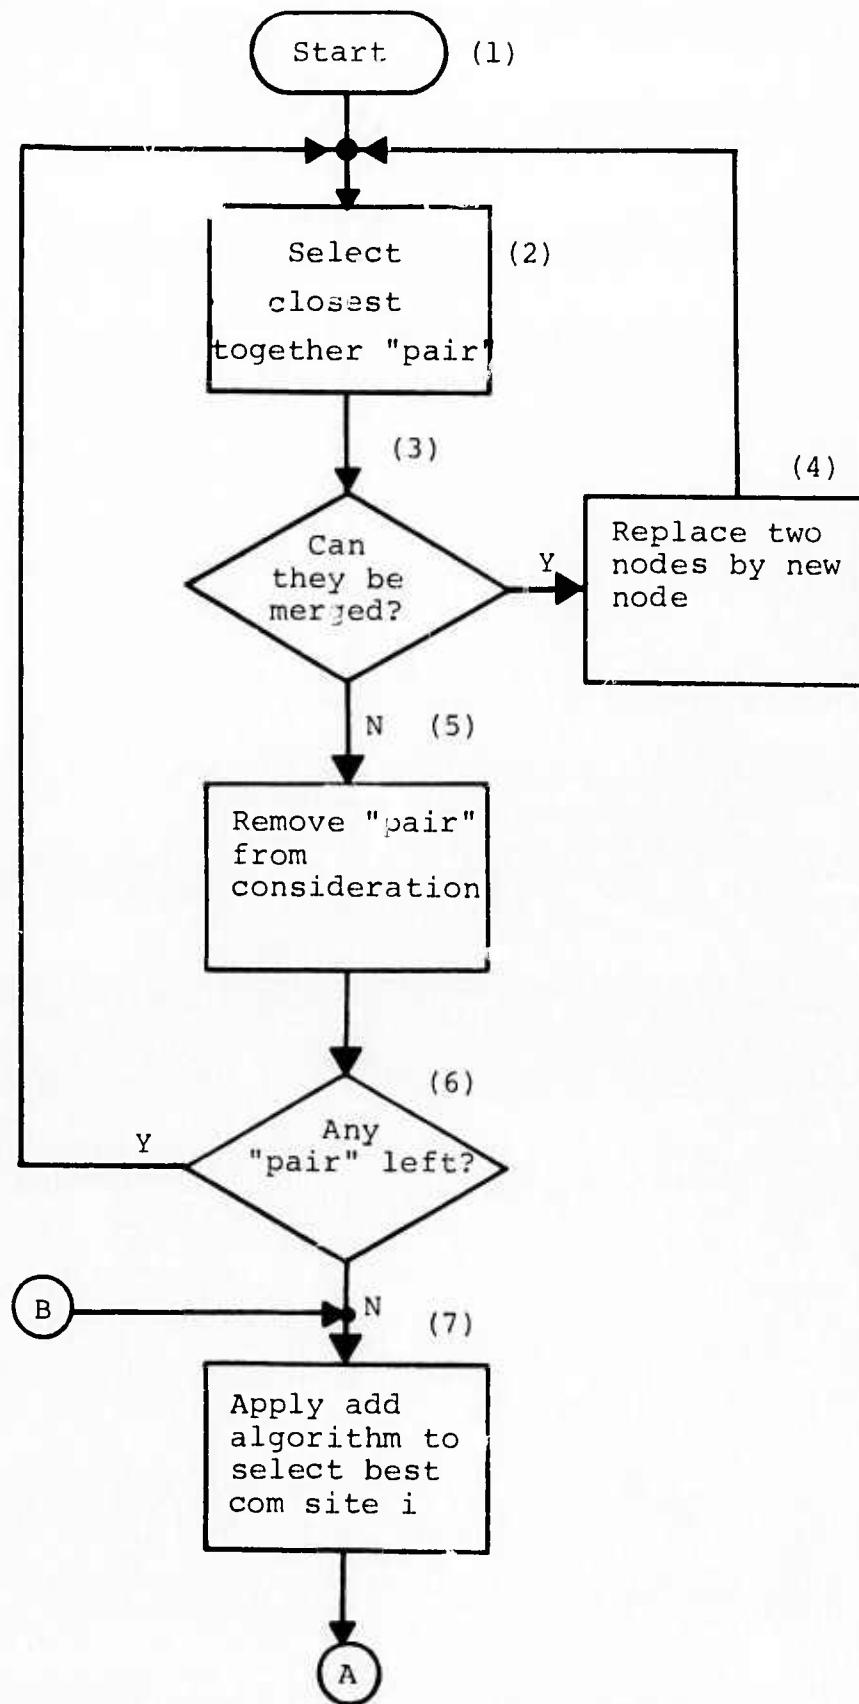 Start (1)
Select (2)
closest
together "pair"
(3)
(4)
Can
they be
merged?
Y
Replace two
nodes by new
node
N (5)
Remove "pair"
from
consideration
(6)
Any
"pair" left?
Y
B
N
(7)
Apply add
algorithm to
select best
com site i
A